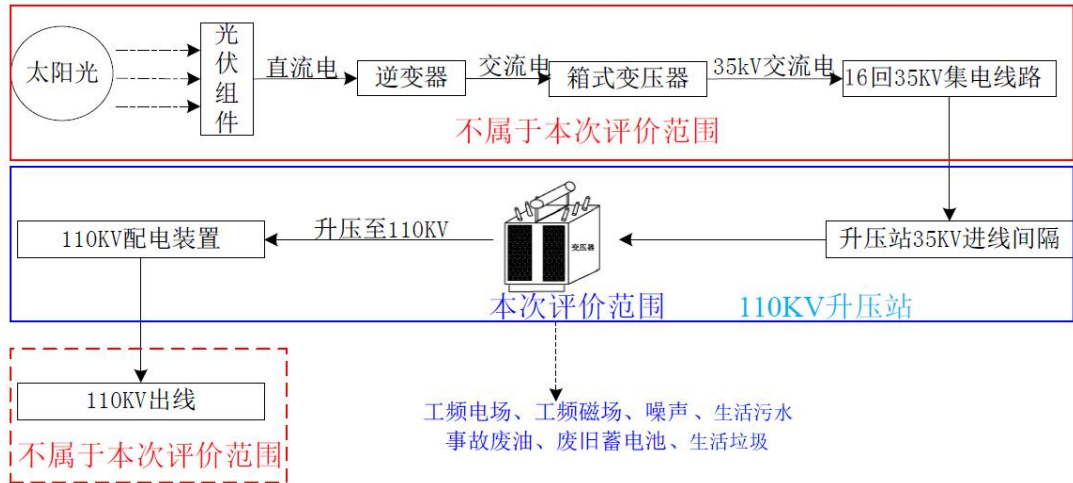 太阳光
光伏组件
直流电
逆变器
交流电
箱式变压器
35kV交流电
16回35KV集电线路
不属于本次评价范围
110KV配电装置
升压至110KV
变压器
升压站35KV进线间隔
本次评价范围
110KV升压站
110KV出线
不属于本次评价范围
工频电场、工频磁场、噪声、生活污水
事故废油、废旧蓄电池、生活垃圾